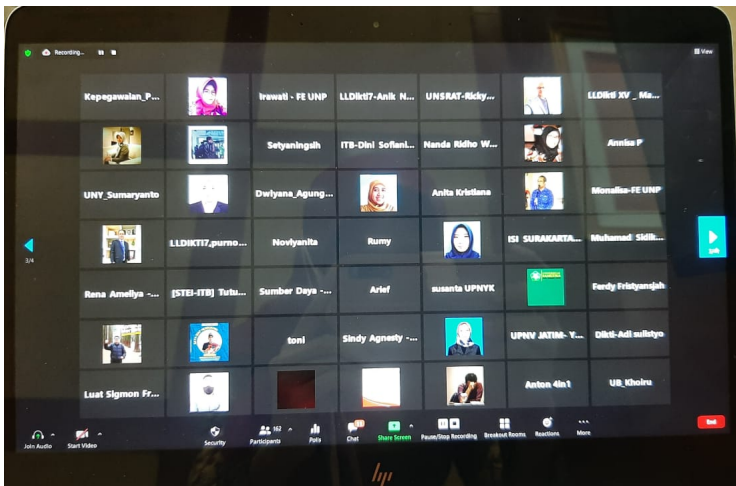 Recording...
View
Kepegawaian_P...
Irawati - FE UNP
LLDikti7-Anik N...
UNSRAT-Ricky...
LLDikti XV _ Ma...
Setyaningsih
ITB-Dini Sofiani...
Nanda Ridho W...
Annisa P
UNY_Sumaryanto
Dwiyana_Agung...
Anita Kristiana
Monalisa-FE UNP
LLDIKTI7,purno...
Noviyanita
Rumy
ISI SURAKARTA...
Muhamad Sidik...
3/4
Rena Ameliya -...
[STEI-ITB] Tutu...
Sumber Daya -...
Arief
susanta UPNYK
Ferdy Fristyansjah
toni
Sindy Agnesty -...
UPNV JATIM- Y...
Dikti-Adi sulistyo
Luat Sigmon Fr...
Anton 4in1
UB_Khoiru
Join Audio
Start Video
Security
Participants
162
Polls
Chat
Share Screen
Pause/Stop Recording
Breakout Rooms
Reactions
More
End
hp